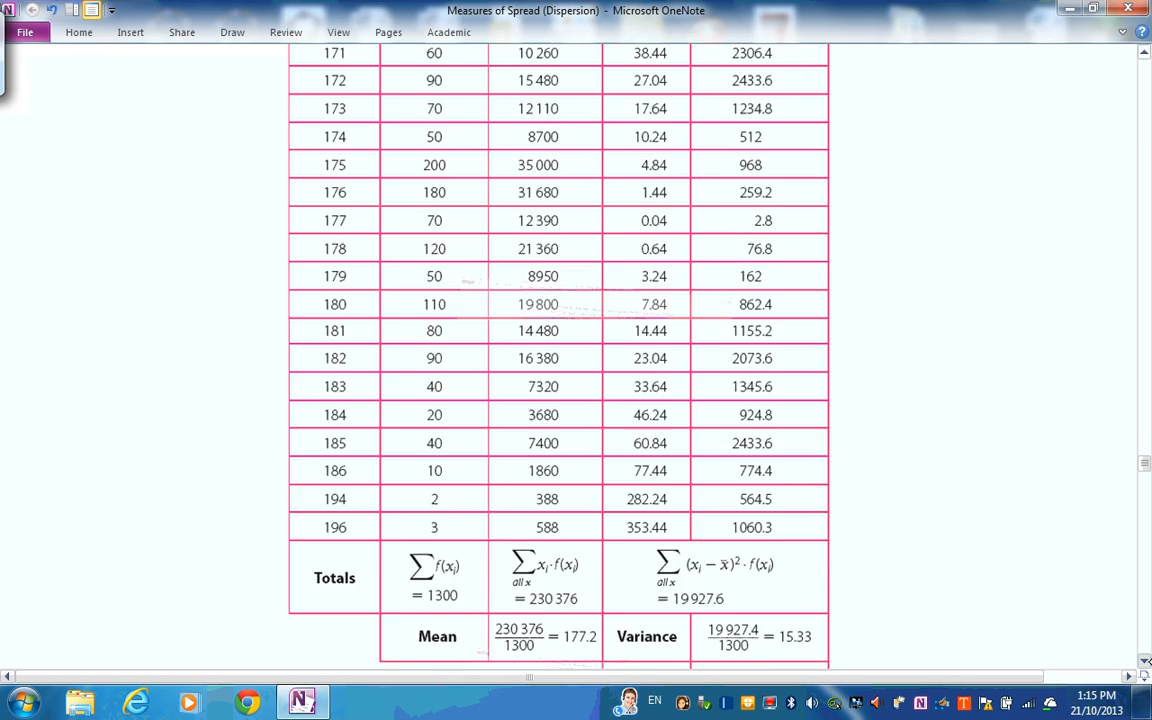 Measures of Spread (Dispersion) - Microsoft OneNote
File Home Insert Share Draw Review View Pages Academic
171 60 10 260 38.44 2306.4
172 90 15 480 27.04 2433.6
173 70 12 110 17.64 1234.8
174 50 8700 10.24 512
175 200 35 000 4.84 968
176 180 31 680 1.44 259.2
177 70 12 390 0.04 2.8
178 120 21 360 0.64 76.8
179 50 8950 3.24 162
180 110 19 800 7.84 862.4
181 80 14 480 14.44 1155.2
182 90 16 380 23.04 2073.6
183 40 7320 33.64 1345.6
184 20 3680 46.24 924.8
185 40 7400 60.84 2433.6
186 10 1860 77.44 774.4
194 2 388 282.24 564.5
196 3 588 353.44 1060.3
Totals ∑f(xᵢ) = 1300 ∑xᵢ·f(xᵢ) all x = 230 376 ∑(xᵢ − x̄)²·f(xᵢ) all x = 19 927.6
Mean 230 376/1300 = 177.2 Variance 19 927.4/1300 = 15.33
EN
1:15 PM
21/10/2013